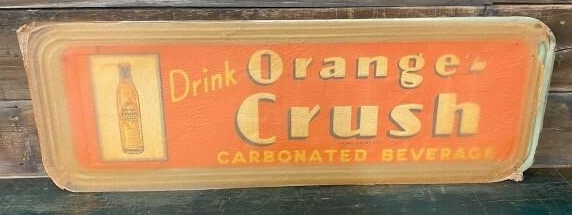 Drink Orange-
Crush
CARBONATED BEVERAGE